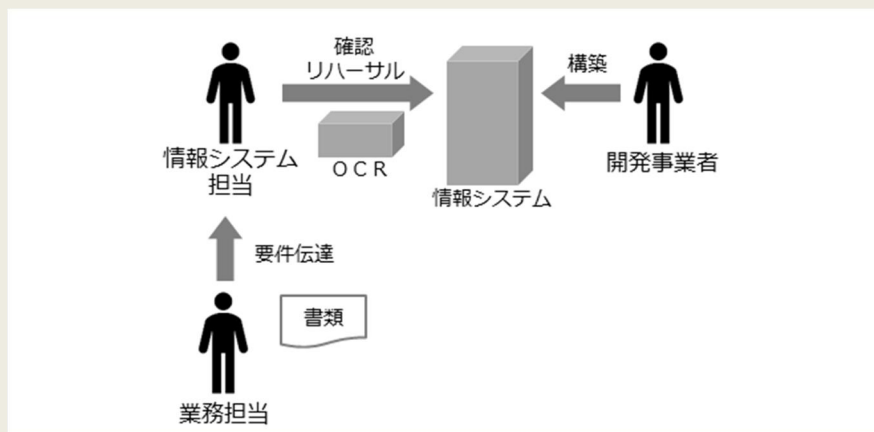 確認
リハーサル
構築
情報システム
担当
ＯＣＲ
情報システム
開発事業者
要件伝達
書類
業務担当